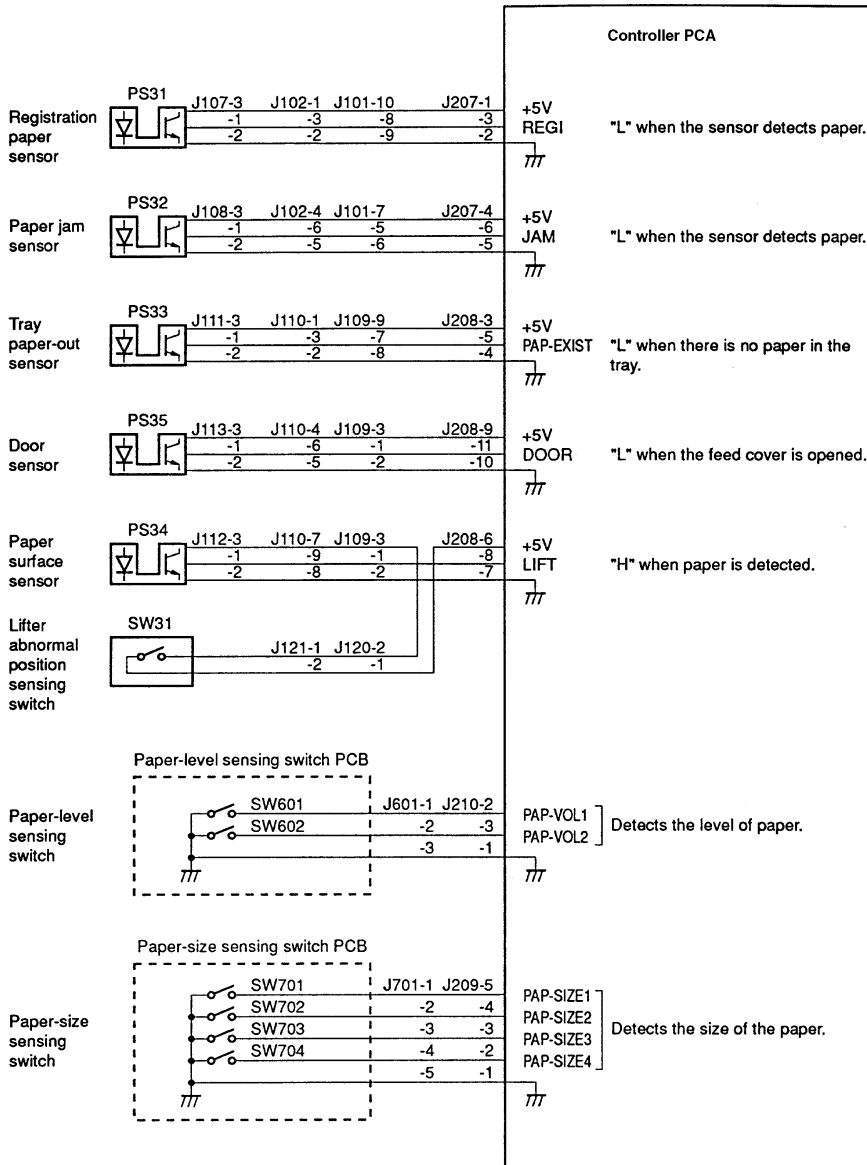 Controller PCA
PS31
Registration paper sensor
J107-3 J102-1 J101-10 J207-1 +5V
-1 -3 -8 -3 REGI "L" when the sensor detects paper.
-2 -2 -9 -2
PS32
Paper jam sensor
J108-3 J102-4 J101-7 J207-4 +5V
-1 -6 -5 -6 JAM "L" when the sensor detects paper.
-2 -5 -6 -5
PS33
Tray paper-out sensor
J111-3 J110-1 J109-9 J208-3 +5V
-1 -3 -7 -5 PAP-EXIST "L" when there is no paper in the
-2 -2 -8 -4 tray.
PS35
Door sensor
J113-3 J110-4 J109-3 J208-9 +5V
-1 -6 -1 -11 DOOR "L" when the feed cover is opened.
-2 -5 -2 -10
PS34
Paper surface sensor
J112-3 J110-7 J109-3 J208-6 +5V
-1 -9 -1 -8 LIFT "H" when paper is detected.
-2 -8 -2 -7
Lifter abnormal position sensing switch
SW31
J121-1 J120-2
-2 -1
Paper-level sensing switch PCB
Paper-level sensing switch
SW601 J601-1 J210-2 PAP-VOL1
SW602 -2 -3 PAP-VOL2
Detects the level of paper.
-3 -1
Paper-size sensing switch PCB
Paper-size sensing switch
SW701 J701-1 J209-5 PAP-SIZE1
SW702 -2 -4 PAP-SIZE2
SW703 -3 -3 PAP-SIZE3
SW704 -4 -2 PAP-SIZE4
Detects the size of the paper.
-5 -1